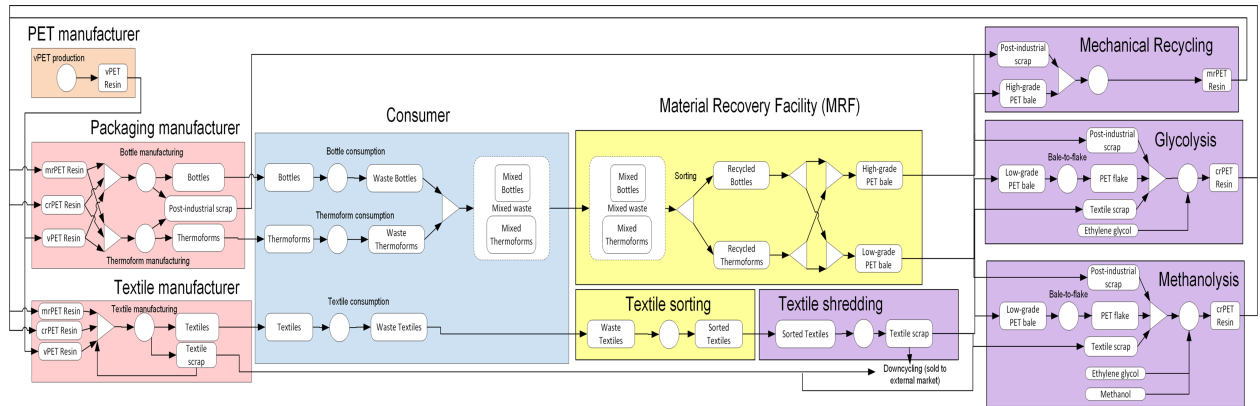 PET manufacturer
vPET production
vPET
Resin
Packaging manufacturer
Bottle manufacturing
mrPET Resin
crPET Resin
vPET Resin
Bottles
Post-industrial scrap
Thermoforms
Thermoform manufacturing
Textile manufacturer
Textile manufacturing
mrPET Resin
crPET Resin
vPET Resin
Textiles
Textile
scrap
Consumer
Bottle consumption
Bottles
Waste Bottles
Thermoform consumption
Thermoforms
Waste
Thermoforms
Mixed
Bottles
Mixed waste
Mixed
Thermoforms
Textile consumption
Textiles
Waste Textiles
Material Recovery Facility (MRF)
Mixed
Bottles
Mixed waste
Mixed
Thermoforms
Sorting
Recycled
Bottles
Recycled
Thermoforms
High-grade
PET bale
Low-grade
PET bale
Textile sorting
Waste
Textiles
Sorted
Textiles
Textile shredding
Sorted Textiles
Textile scrap
Downcycling (sold to
external market)
Mechanical Recycling
Post-industrial
scrap
High-grade
PET bale
mrPET
Resin
Glycolysis
Post-industrial
scrap
Bale-to-flake
Low-grade
PET bale
PET flake
Textile scrap
Ethylene glycol
crPET
Resin
Methanolysis
Post-industrial
scrap
Bale-to-flake
Low-grade
PET bale
PET flake
Textile scrap
Ethylene glycol
Methanol
crPET
Resin